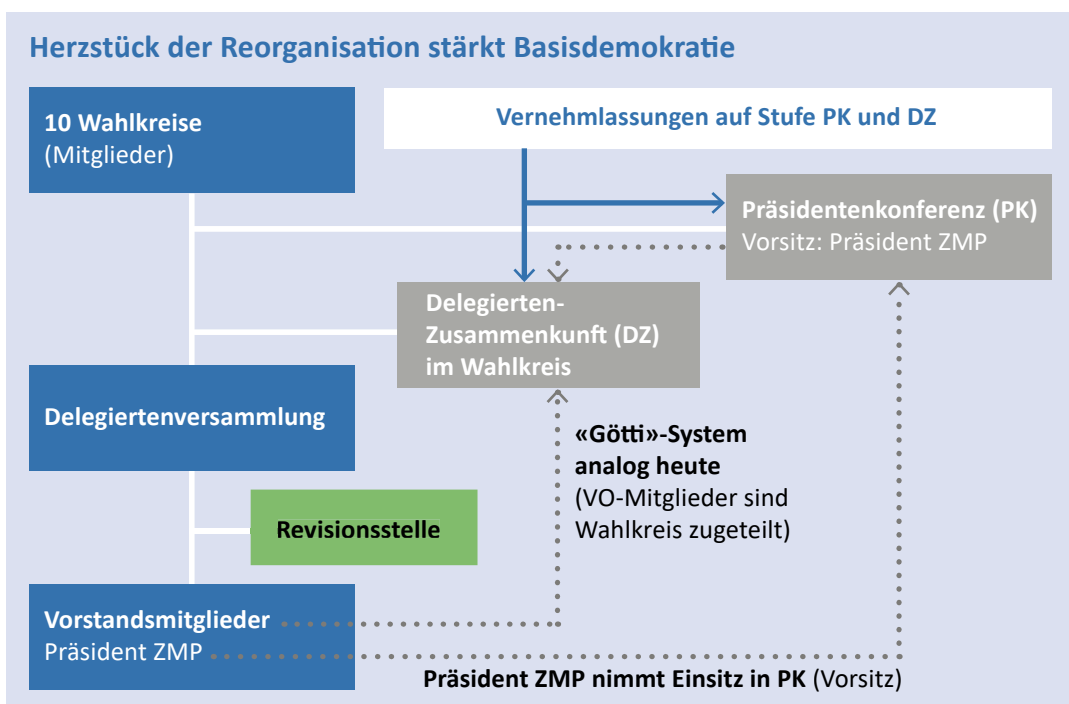 Herzstück der Reorganisation stärkt Basisdemokratie
10 Wahlkreise
(Mitglieder)
Vernehmlassungen auf Stufe PK und DZ
Präsidentenkonferenz (PK)
Vorsitz: Präsident ZMP
Delegierten-
Zusammenkunft (DZ)
im Wahlkreis
Delegiertenversammlung
«Götti»-System
analog heute
(VO-Mitglieder sind
Wahlkreis zugeteilt)
Revisionsstelle
Vorstandsmitglieder
Präsident ZMP
Präsident ZMP nimmt Einsitz in PK (Vorsitz)